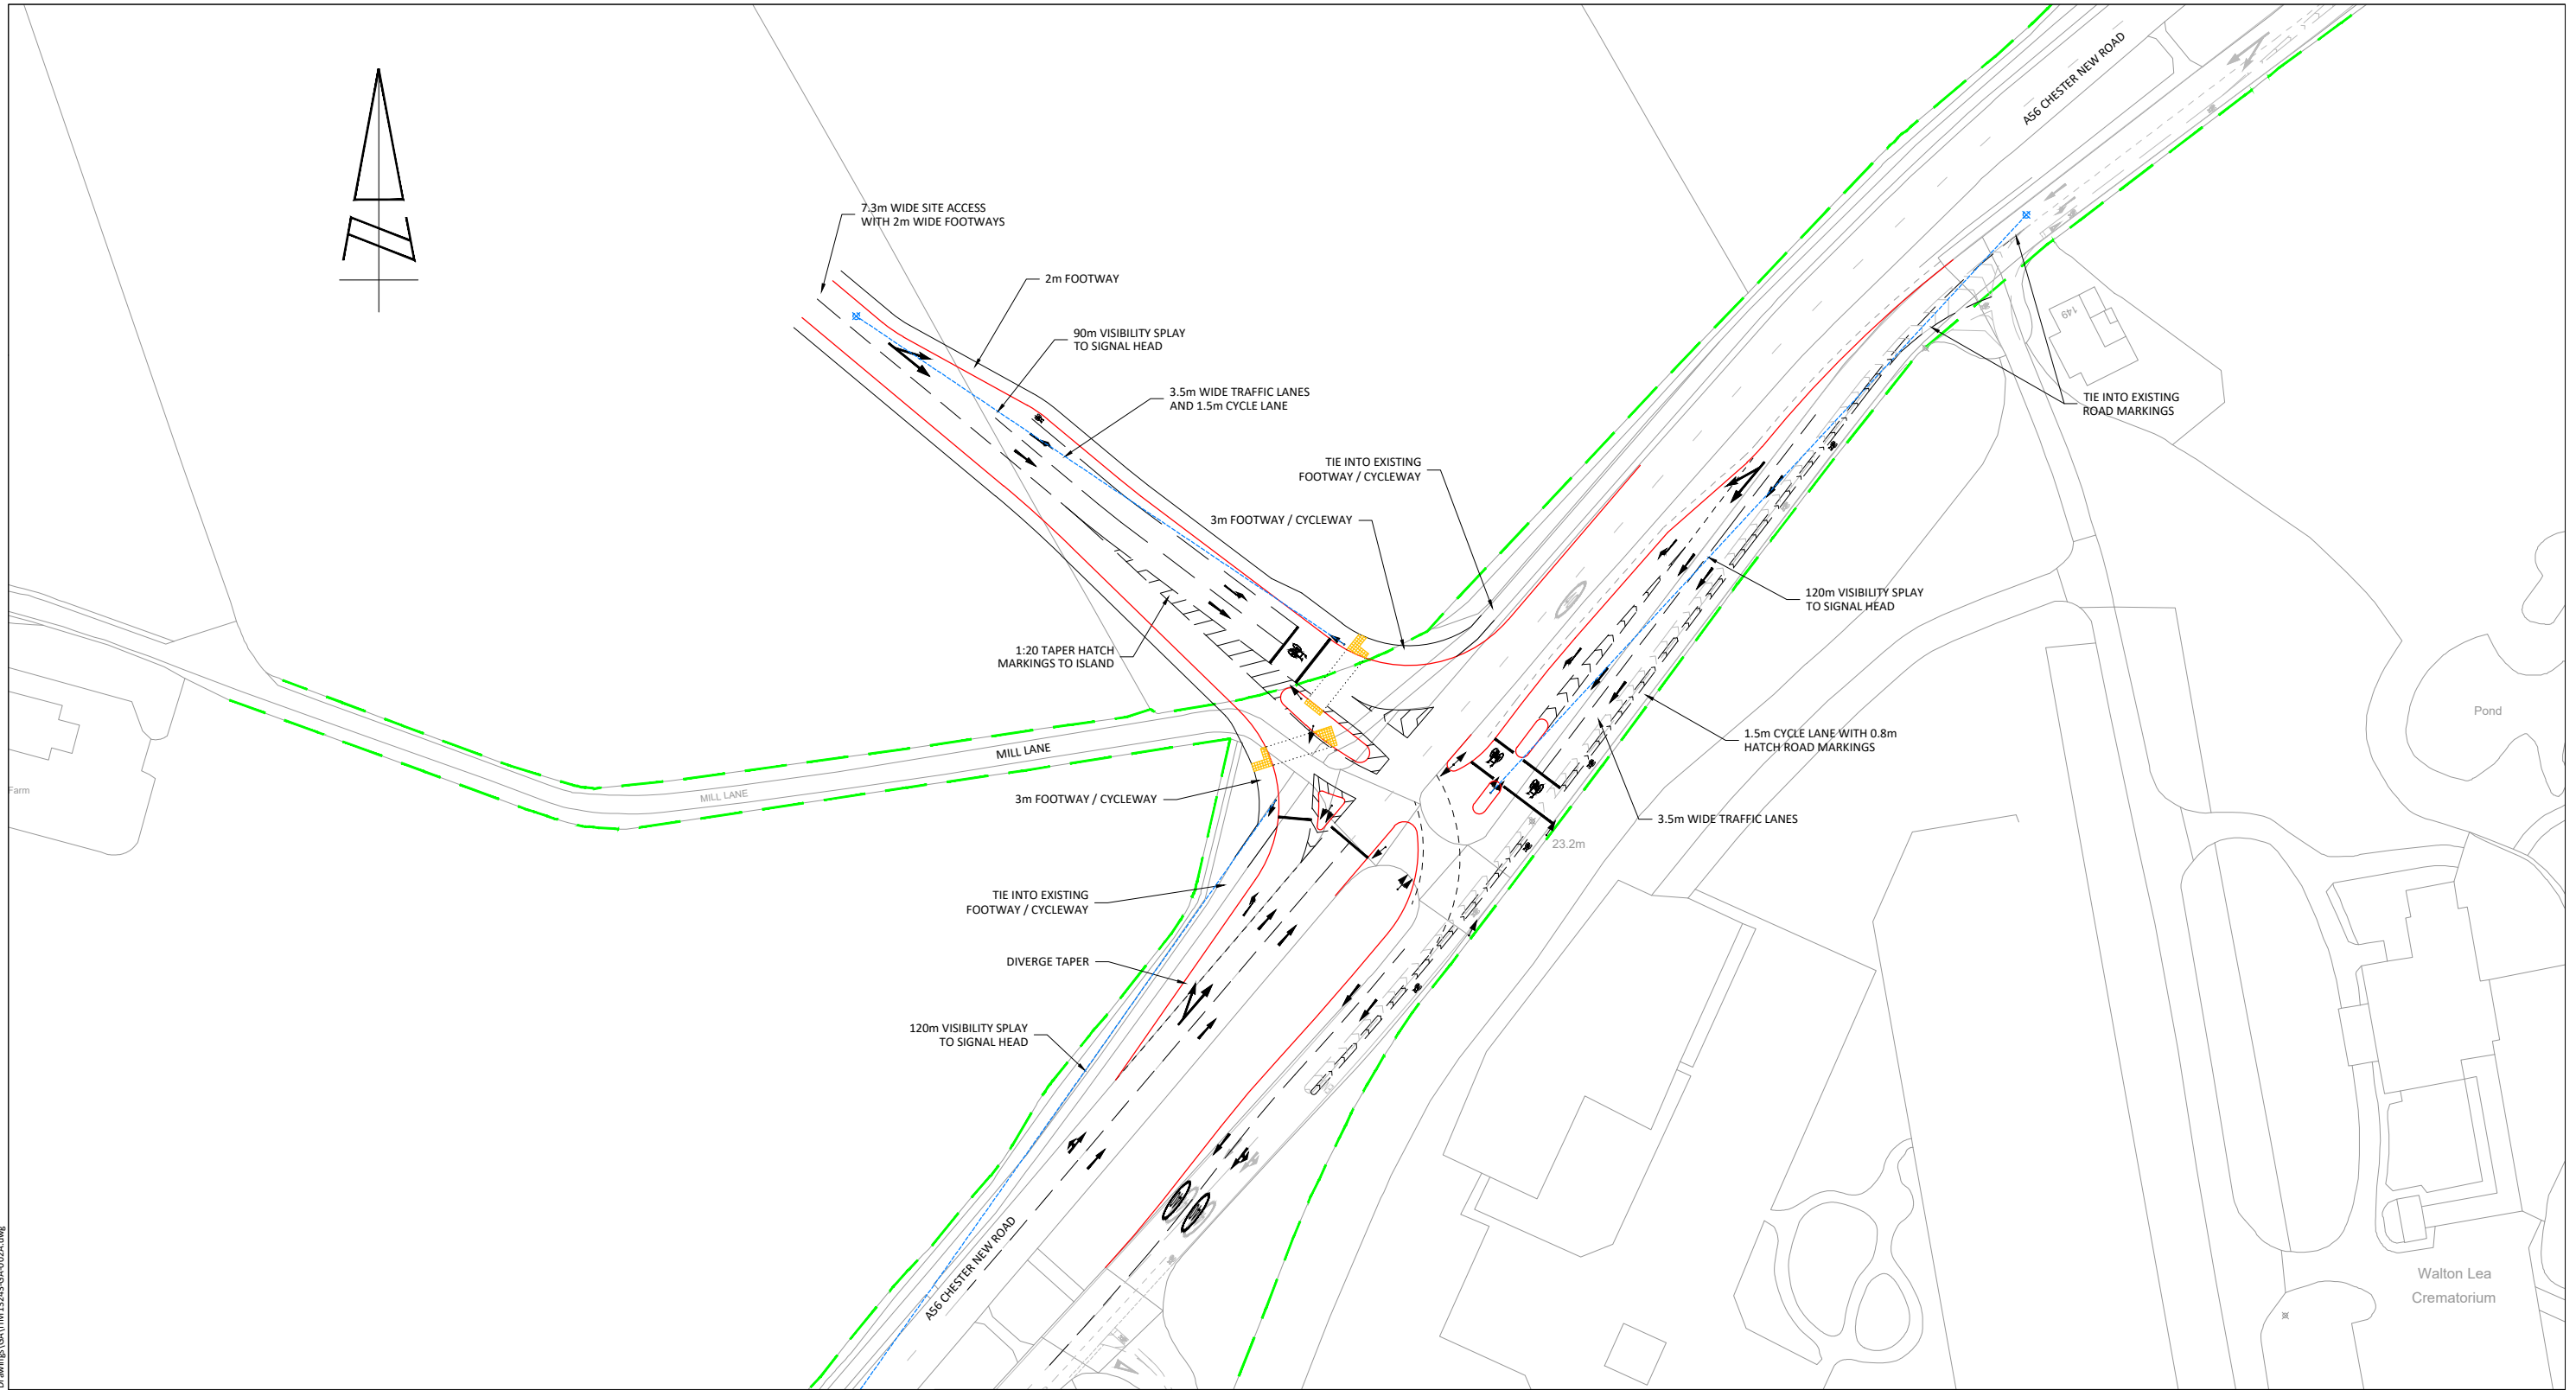 A56 CHESTER NEW ROAD
7.3m WIDE SITE ACCESS
WITH 2m WIDE FOOTWAYS
2m FOOTWAY
90m VISIBILITY SPLAY
TO SIGNAL HEAD
3.5m WIDE TRAFFIC LANES
AND 1.5m CYCLE LANE
149
TIE INTO EXISTING
ROAD MARKINGS
TIE INTO EXISTING
FOOTWAY / CYCLEWAY
3m FOOTWAY / CYCLEWAY
120m VISIBILITY SPLAY
TO SIGNAL HEAD
1:20 TAPER HATCH
MARKINGS TO ISLAND
Pond
1.5m CYCLE LANE WITH 0.8m
HATCH ROAD MARKINGS
MILL LANE
Farm
MILL LANE
3m FOOTWAY / CYCLEWAY
3.5m WIDE TRAFFIC LANES
23.2m
TIE INTO EXISTING
FOOTWAY / CYCLEWAY
DIVERGE TAPER
120m VISIBILITY SPLAY
TO SIGNAL HEAD
A56 CHESTER NEW ROAD
Walton Lea
Crematorium
N